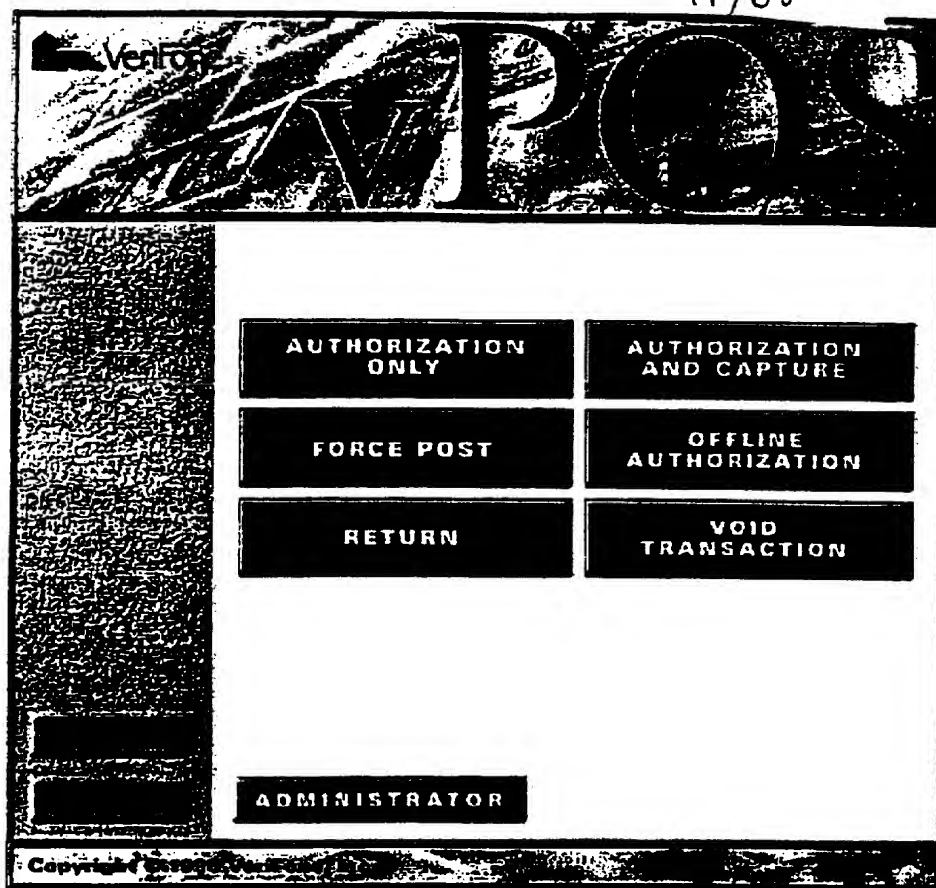 VeriFone
vPOS
AUTHORIZATION
ONLY
AUTHORIZATION
AND CAPTURE
FORCE POST
OFFLINE
AUTHORIZATION
RETURN
VOID
TRANSACTION
ADMINISTRATOR
Copyright